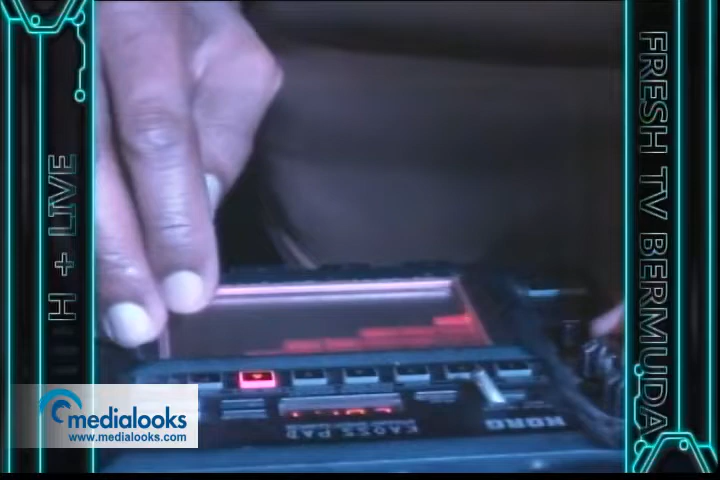 H + LIVE
FRESH TV BERMUDA
medialooks
www.medialooks.com
KAOSS PAD
KORG